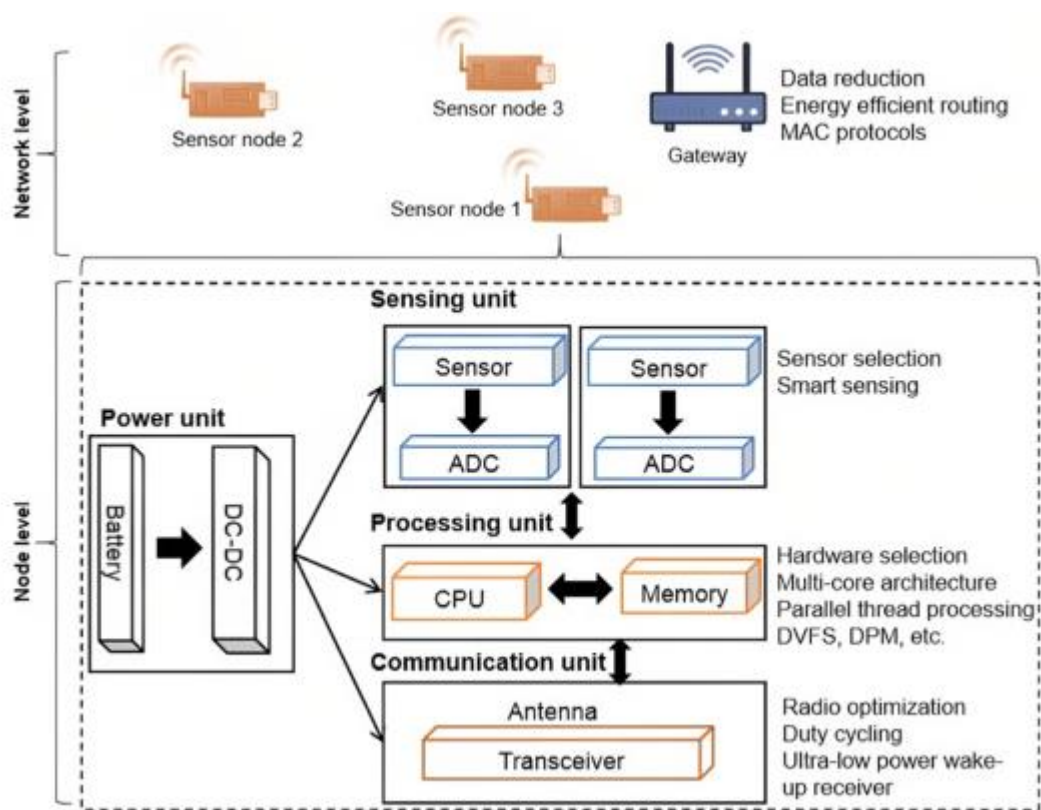 Network level
Sensor node 2
Sensor node 3
Gateway
Data reduction
Energy efficient routing
MAC protocols
Sensor node 1
Node level
Power unit
Battery
DC-DC
Sensing unit
Sensor
ADC
Sensor
ADC
Sensor selection
Smart sensing
Processing unit
CPU
Memory
Hardware selection
Multi-core architecture
Parallel thread processing
DVFS, DPM, etc.
Communication unit
Antenna
Transceiver
Radio optimization
Duty cycling
Ultra-low power wake-
up receiver